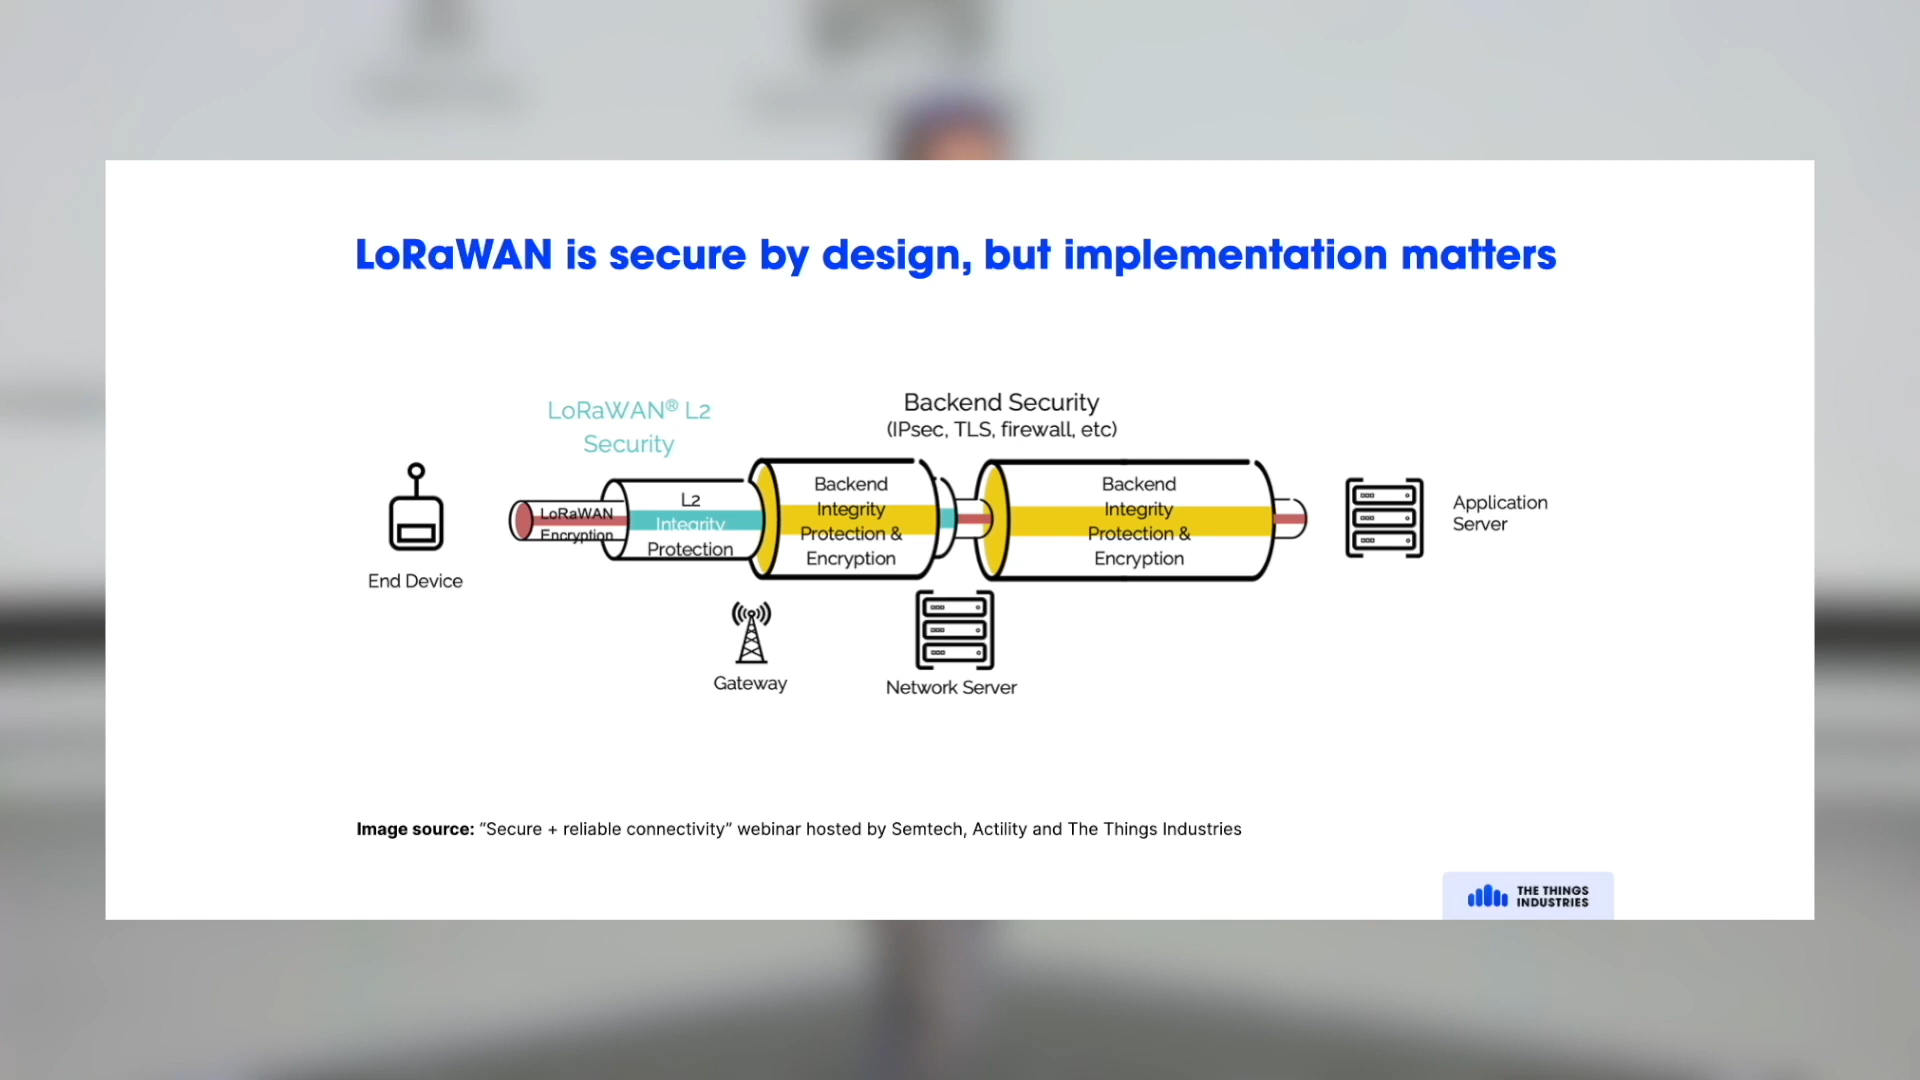 LoRaWAN is secure by design, but implementation matters
LoRaWAN® L2
Security
Backend Security
(IPsec, TLS, firewall, etc)
LoRaWAN
Encryption
L2
Integrity
Protection
Backend
Integrity
Protection &
Encryption
Backend
Integrity
Protection &
Encryption
Application
Server
End Device
Gateway
Network Server
Image source: “Secure + reliable connectivity” webinar hosted by Semtech, Actility and The Things Industries
THE THINGS
INDUSTRIES